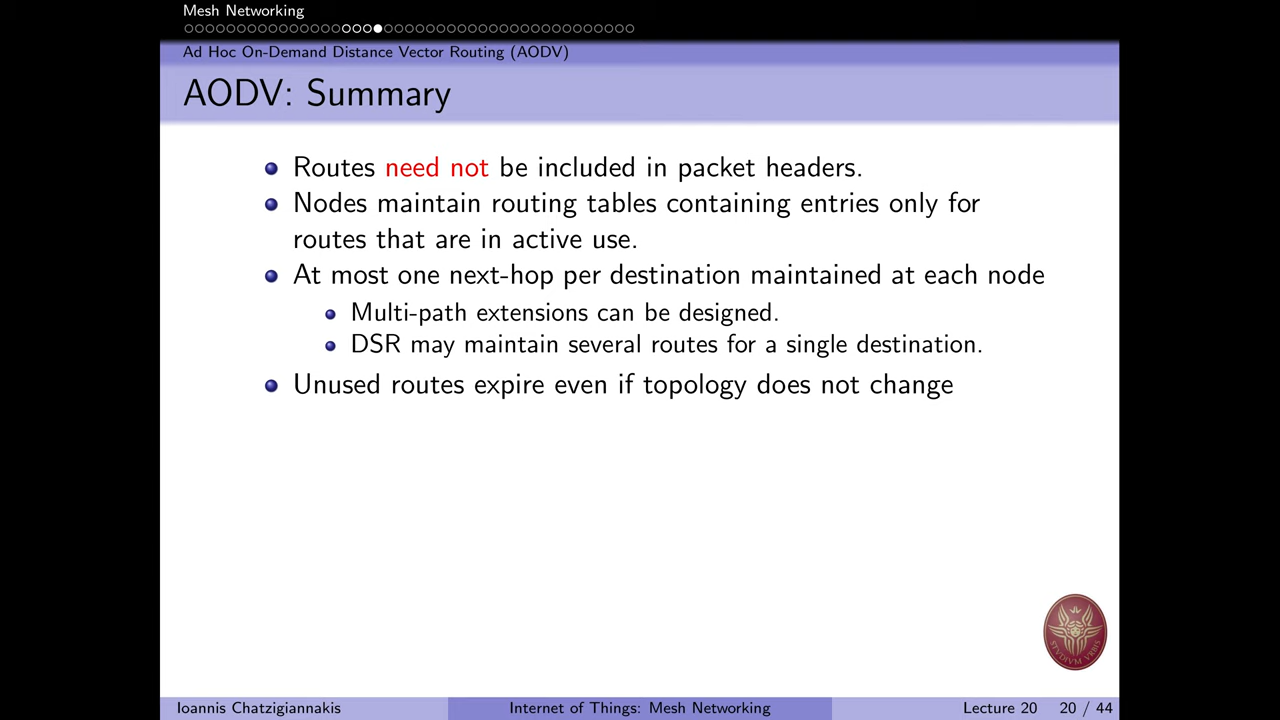 Mesh Networking
Ad Hoc On-Demand Distance Vector Routing (AODV)
AODV: Summary
Routes need not be included in packet headers.
Nodes maintain routing tables containing entries only for
routes that are in active use.
At most one next-hop per destination maintained at each node
Multi-path extensions can be designed.
DSR may maintain several routes for a single destination.
Unused routes expire even if topology does not change
STVDIVM VRBIS
Ioannis Chatzigiannakis Internet of Things: Mesh Networking Lecture 20 20 / 44